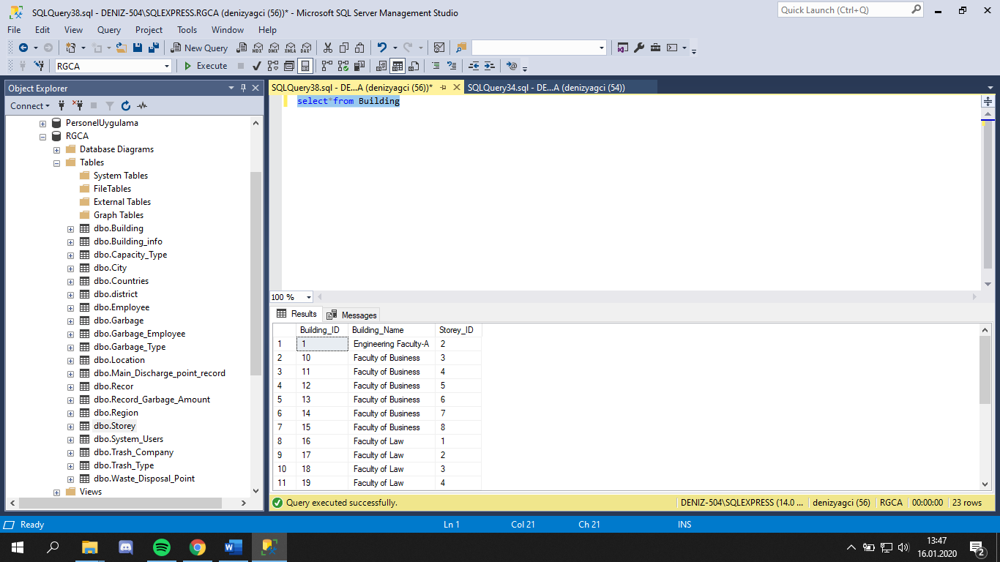 SQLQuery38.sql - DENIZ-504\SQLEXPRESS.RGCA (denizyagci (56))* - Microsoft SQL Server Management Studio
Quick Launch (Ctrl+Q)
File Edit View Query Project Tools Window Help
New Query MDX DMX XMLA DAX
RGCA Execute
Object Explorer
SQLQuery38.sql - DE...A (denizyagci (56))* SQLQuery34.sql - DE...A (denizyagci (54))
Connect
select*from Building
PersonelUygulama
RGCA
Database Diagrams
Tables
System Tables
FileTables
External Tables
Graph Tables
dbo.Building
dbo.Building_info
dbo.Capacity_Type
dbo.City
dbo.Countries
dbo.district
dbo.Employee
dbo.Garbage
dbo.Garbage_Employee
dbo.Garbage_Type
dbo.Location
dbo.Main_Discharge_point_record
dbo.Recor
dbo.Record_Garbage_Amount
dbo.Region
dbo.Storey
dbo.System_Users
dbo.Trash_Company
dbo.Trash_Type
dbo.Waste_Disposal_Point
Views
100 %
Results Messages
Building_ID Building_Name Storey_ID
1 1 Engineering Faculty-A 2
2 10 Faculty of Business 3
3 11 Faculty of Business 4
4 12 Faculty of Business 5
5 13 Faculty of Business 6
6 14 Faculty of Business 7
7 15 Faculty of Business 8
8 16 Faculty of Law 1
9 17 Faculty of Law 2
10 18 Faculty of Law 3
11 19 Faculty of Law 4
Query executed successfully. DENIZ-504\SQLEXPRESS (14.0 ... denizyagci (56) RGCA 00:00:00 23 rows
Ready Ln 1 Col 21 Ch 21 INS
13:47
16.01.2020
2